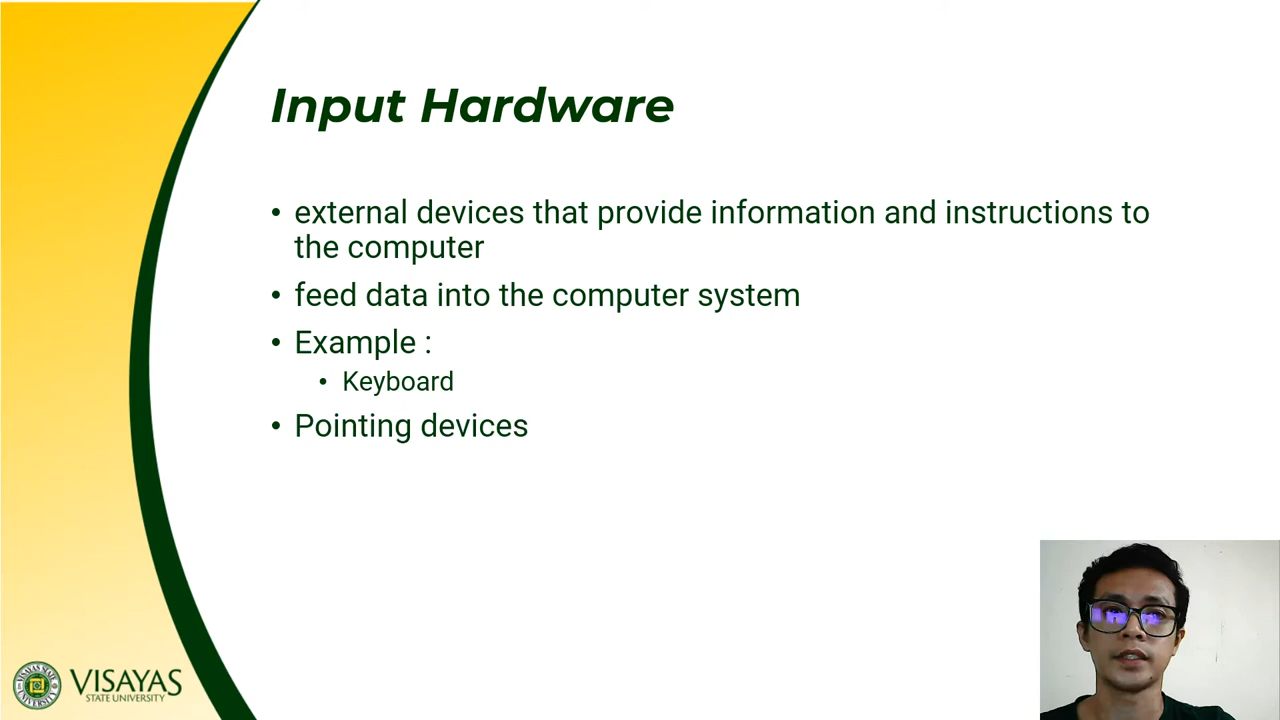 Input Hardware
• external devices that provide information and instructions to
the computer
• feed data into the computer system
• Example :
• Keyboard
• Pointing devices
VISAYAS
STATE UNIVERSITY